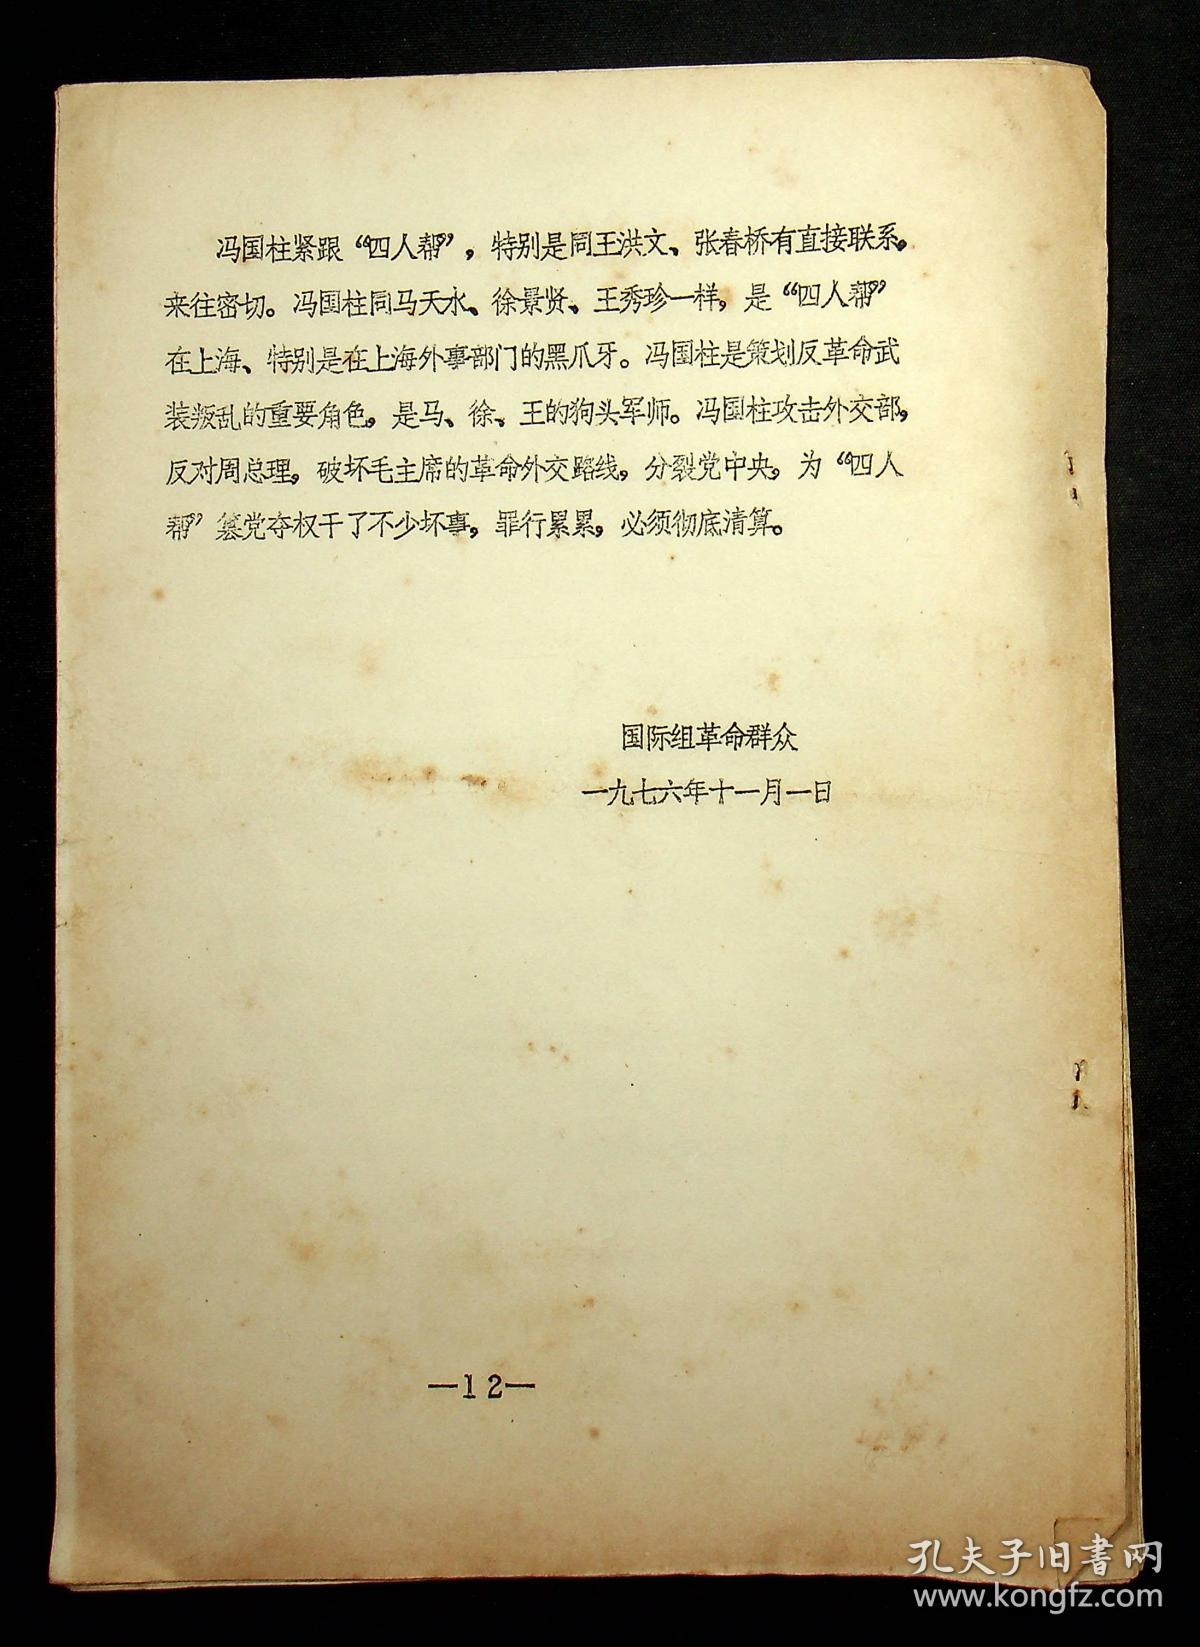 冯国柱紧跟“四人帮”，特别是同王洪文、张春桥有直接联系，
来往密切。冯国柱同马天水、徐景贤、王秀珍一样，是“四人帮”
在上海、特别是在上海外事部门的黑爪牙。冯国柱是策划反革命武
装叛乱的重要角色，是马、徐、王的狗头军师。冯国柱攻击外交部，
反对周总理，破坏毛主席的革命外交路线，分裂党中央，为“四人
帮”篡党夺权干了不少坏事，罪行累累，必须彻底清算。
国际组革命群众
一九七六年十一月一日
—12—
孔夫子旧書网
www.kongfz.com